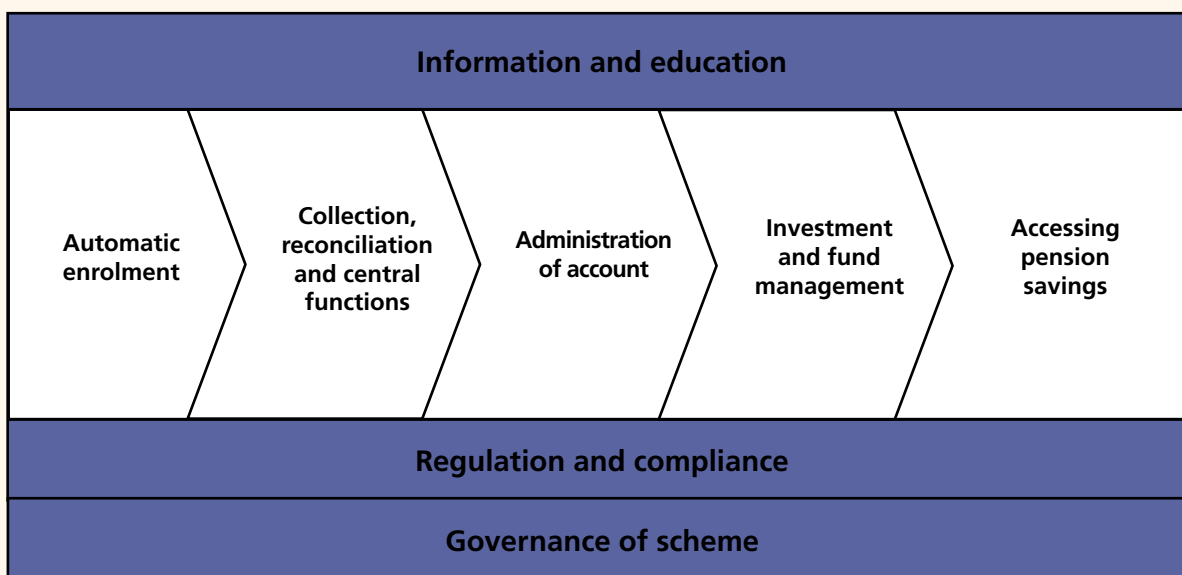 Information and education
Automatic
enrolment
Collection,
reconciliation
and central
functions
Administration
of account
Investment
and fund
management
Accessing
pension
savings
Regulation and compliance
Governance of scheme